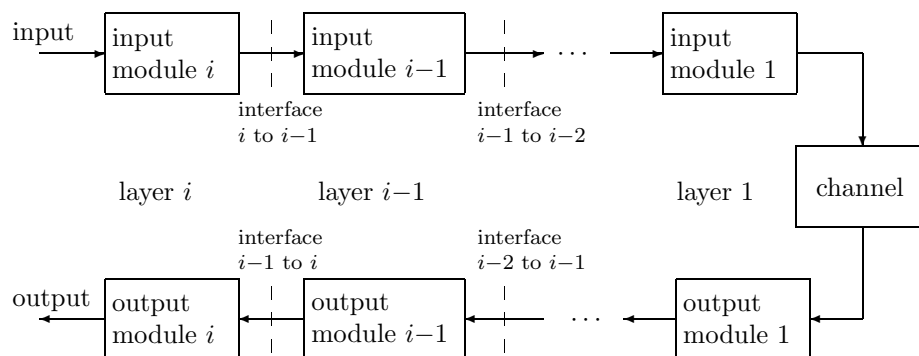 input
input
module i
input
module i−1
· · ·
input
module 1
interface
i to i−1
interface
i−1 to i−2
layer i
layer i−1
layer 1
channel
interface
i−1 to i
interface
i−2 to i−1
output
output
module i
output
module i−1
· · ·
output
module 1